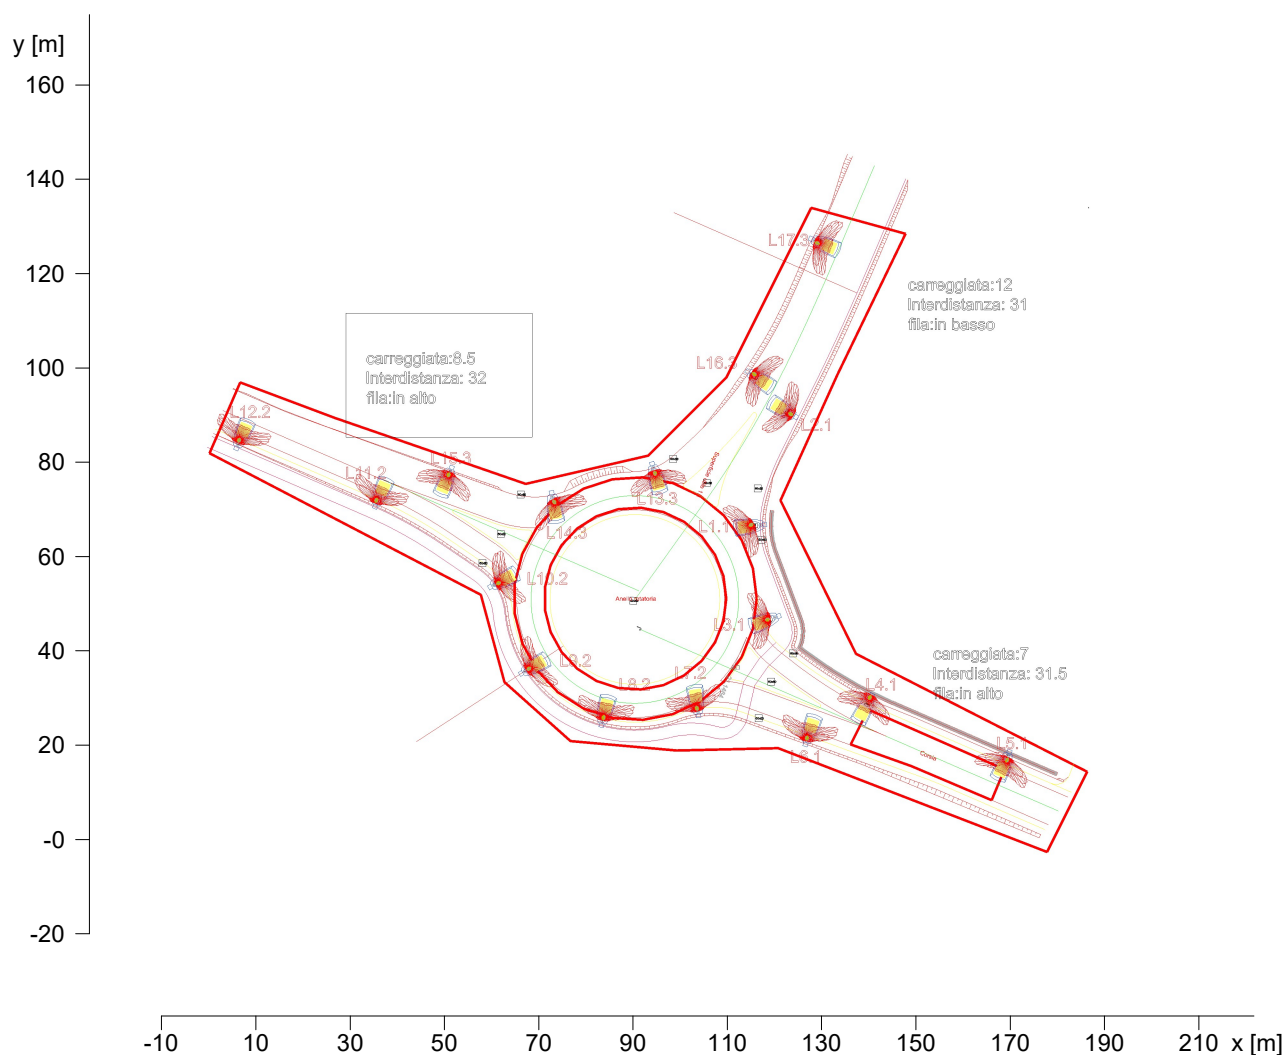 y [m]
160
140
120
100
80
60
40
20
-0
-20
L17.3
carreggiata:12
Interdistanza: 31
fila:in basso
carreggiata:8.5
Interdistanza: 32
fila:in alto
L16.3
L2.1
L12.2
L15.3
L11.2
L13.3
L14.3
L1.1
L10.2
Anello rotatoria
L3.1
carreggiata:7
Interdistanza: 31.5
fila:in alto
L9.2
L7.2
L8.2
L4.1
L6.1
L5.1
-10
10
30
50
70
90
110
130
150
170
190
210
x [m]